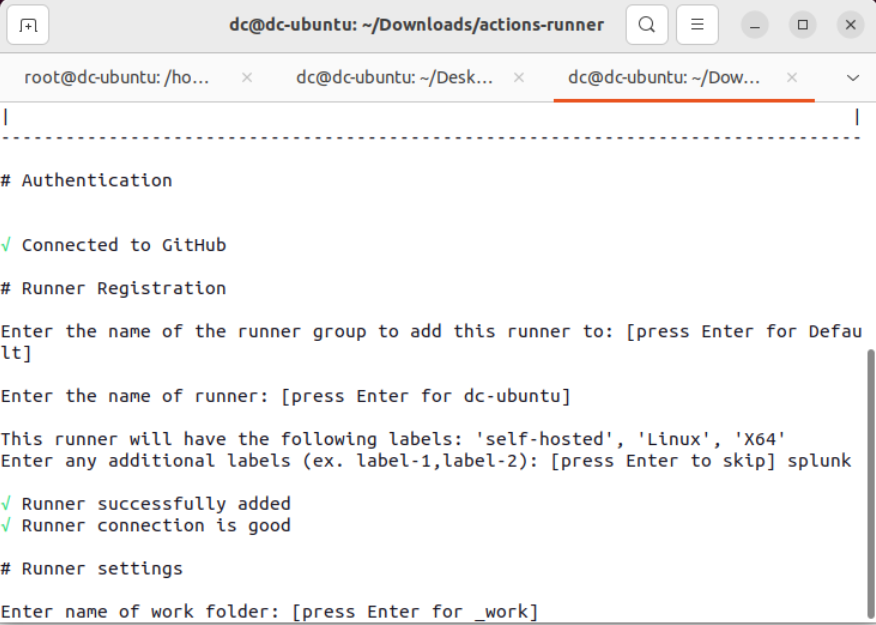 dc@dc-ubuntu: ~/Downloads/actions-runner
root@dc-ubuntu: /ho...
dc@dc-ubuntu: ~/Desk...
dc@dc-ubuntu: ~/Dow...
| |
--------------------------------------------------------------------------------
# Authentication
√ Connected to GitHub
# Runner Registration
Enter the name of the runner group to add this runner to: [press Enter for Defau
lt]
Enter the name of runner: [press Enter for dc-ubuntu]
This runner will have the following labels: 'self-hosted', 'Linux', 'X64'
Enter any additional labels (ex. label-1,label-2): [press Enter to skip] splunk
√ Runner successfully added
√ Runner connection is good
# Runner settings
Enter name of work folder: [press Enter for _work]